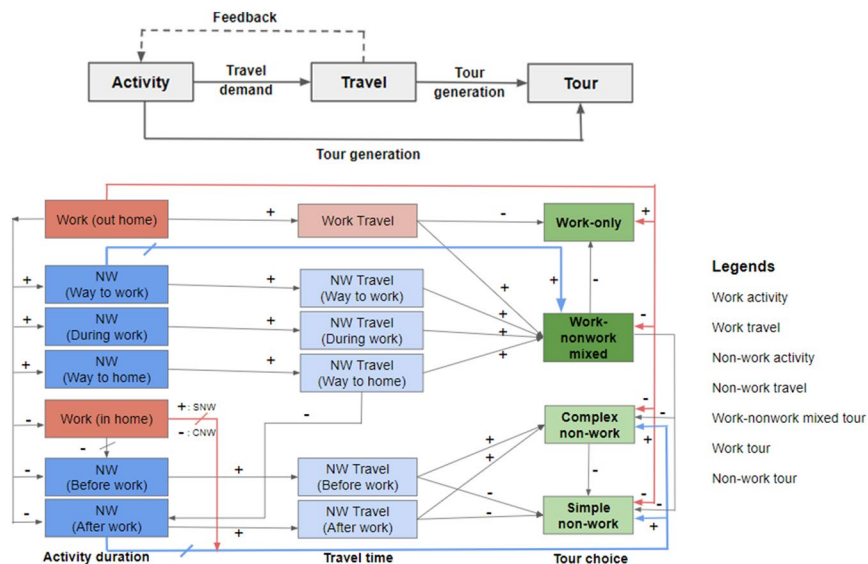 Feedback
Activity
Travel
demand
Travel
Tour
generation
Tour
Tour generation
Work (out home)
+
Work Travel
-
Work-only
+
NW
(Way to work)
+
+
NW Travel
(Way to work)
+
+
-
NW
(During work)
+
+
NW Travel
(During work)
+
+
Work-
nonwork
mixed
-
NW
(Way to home)
+
+
NW Travel
(Way to home)
+
-
Work (in home)
-
+ : SNW
- : CNW
-
Complex
non-work
-
-
+
NW
(Before work)
-
+
NW Travel
(Before work)
+
+
-
-
NW
(After work)
-
+
NW Travel
(After work)
-
Simple
non-work
-
-
+
Activity duration
Travel time
Tour choice
Legends
Work activity
Work travel
Non-work activity
Non-work travel
Work-nonwork mixed tour
Work tour
Non-work tour